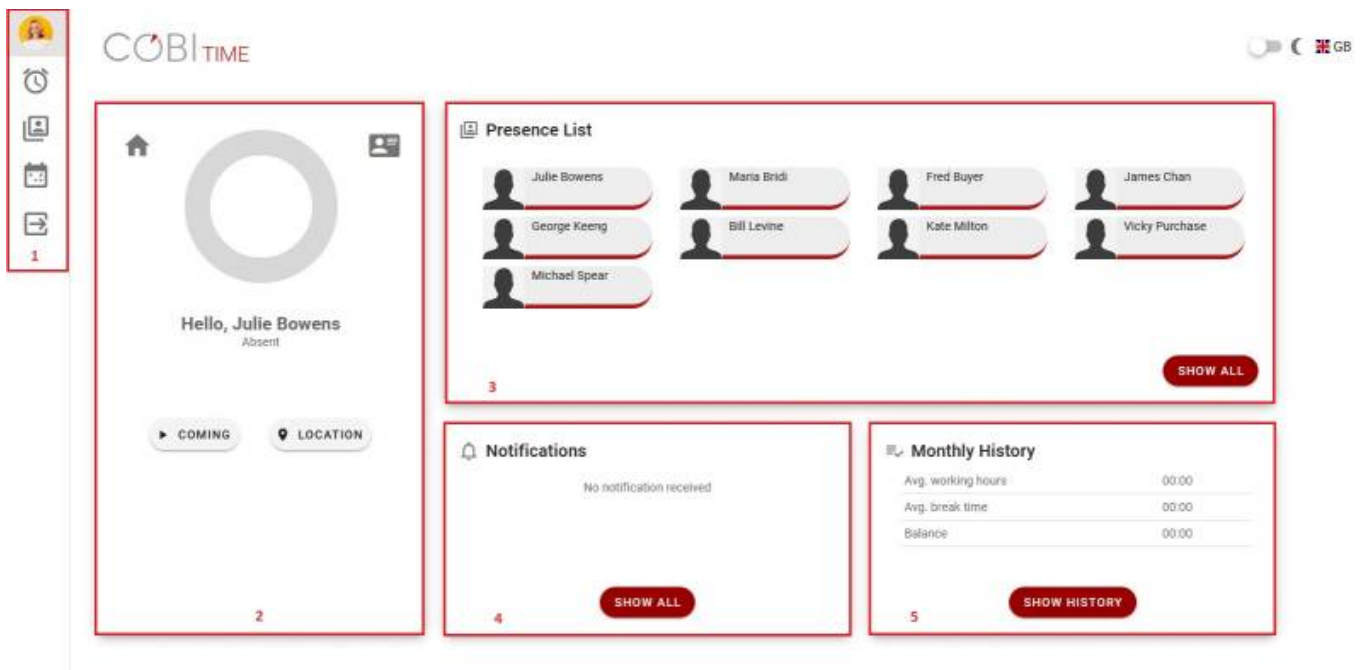 COBI TIME
GB
1
Hello, Julie Bowens
Absent
COMING
LOCATION
2
Presence List
Julie Bowens
Maria Bridi
Fred Buyer
James Chan
George Keeng
Bill Levine
Kate Milton
Vicky Purchase
Michael Spear
SHOW ALL
3
Notifications
No notification received
SHOW ALL
4
Monthly History
Avg. working hours 00:00
Avg. break time 00:00
Balance 00:00
SHOW HISTORY
5